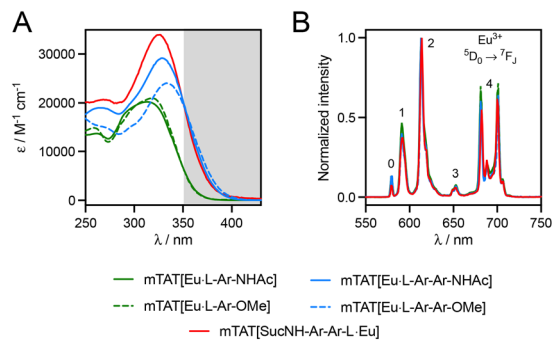 A
ε / M⁻¹ cm⁻¹
30000
20000
10000
0
250 300 350 400
λ / nm
B
Normalized intensity
1.0
0.5
0.0
0
1
2
3
4
Eu³⁺
⁵D₀ → ⁷F_J
550 600 650 700 750
λ / nm
mTAT[Eu·L-Ar-NHAc]
mTAT[Eu·L-Ar-Ar-NHAc]
mTAT[Eu·L-Ar-OMe]
mTAT[Eu·L-Ar-Ar-OMe]
mTAT[SucNH-Ar-Ar-L·Eu]